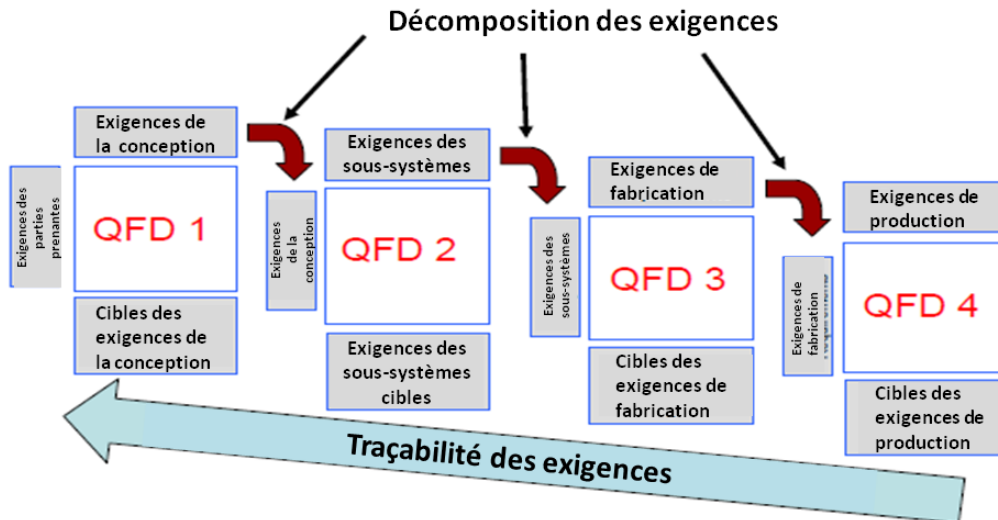 Décomposition des exigences
Exigences de
la conception
Exigences des
parties
prenantes
QFD 1
Cibles des
exigences de
la conception
Exigences des
sous-systèmes
Exigences
de la
conception
QFD 2
Exigences des
sous-systèmes
cibles
Exigences de
fabrication
Exigences des
sous-systèmes
QFD 3
Cibles des
exigences de
fabrication
Exigences de
production
Exigences de
fabrication
QFD 4
Cibles des
exigences de
production
Traçabilité des exigences